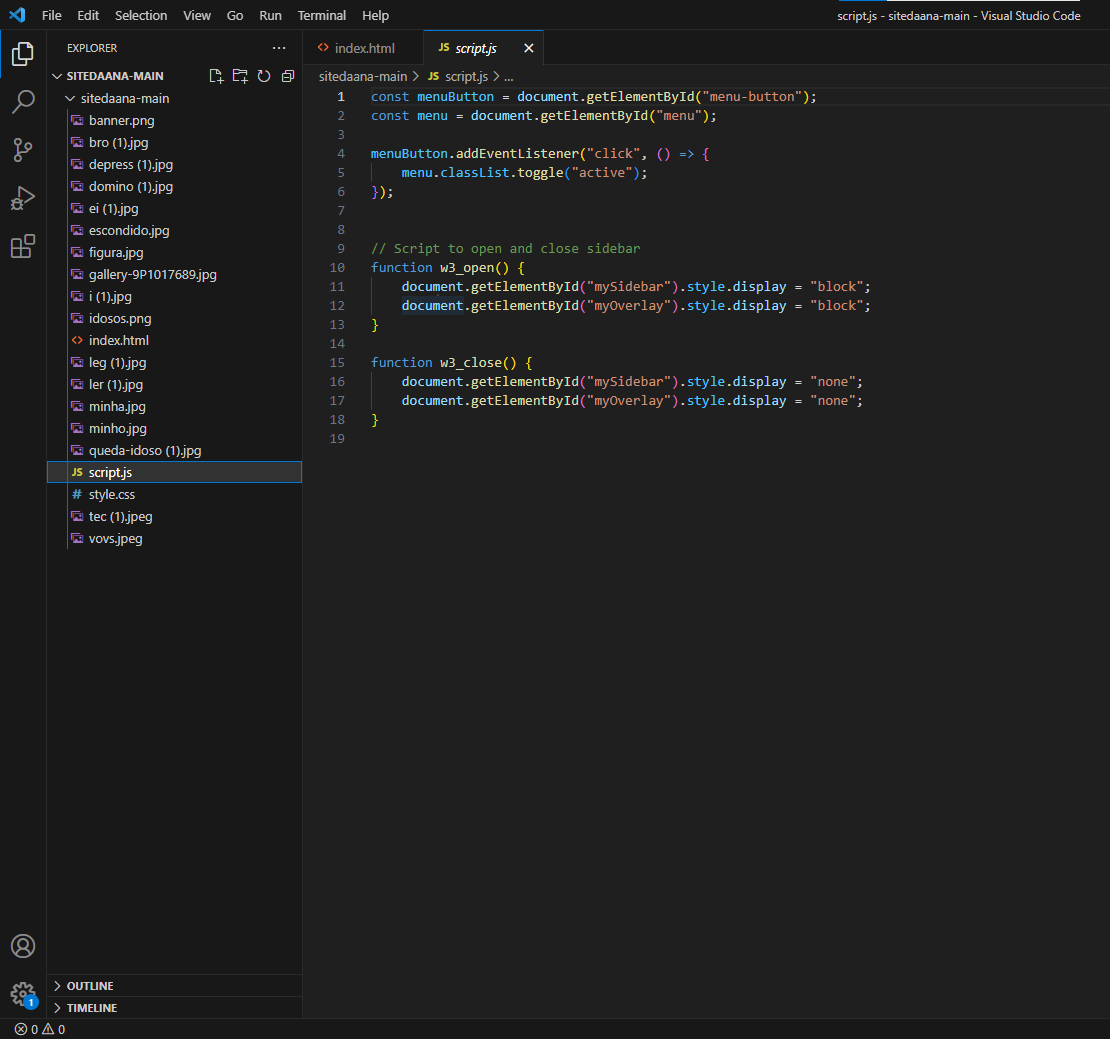 File Edit Selection View Go Run Terminal Help
script.js - sitedaana-main - Visual Studio Code
EXPLORER
SITEDAANA-MAIN
sitedaana-main
banner.png
bro (1).jpg
depress (1).jpg
domino (1).jpg
ei (1).jpg
escondido.jpg
figura.jpg
gallery-9P1017689.jpg
i (1).jpg
idosos.png
index.html
leg (1).jpg
ler (1).jpg
minha.jpg
minho.jpg
queda-idoso (1).jpg
JS script.js
# style.css
tec (1).jpeg
vovs.jpeg
OUTLINE
TIMELINE
index.html
JS script.js
sitedaana-main > JS script.js > ...
1 const menuButton = document.getElementById("menu-button");
2 const menu = document.getElementById("menu");
3
4 menuButton.addEventListener("click", () => {
5 menu.classList.toggle("active");
6 });
7
8
9 // Script to open and close sidebar
10 function w3_open() {
11 document.getElementById("mySidebar").style.display = "block";
12 document.getElementById("myOverlay").style.display = "block";
13 }
14
15 function w3_close() {
16 document.getElementById("mySidebar").style.display = "none";
17 document.getElementById("myOverlay").style.display = "none";
18 }
19
1
0 0